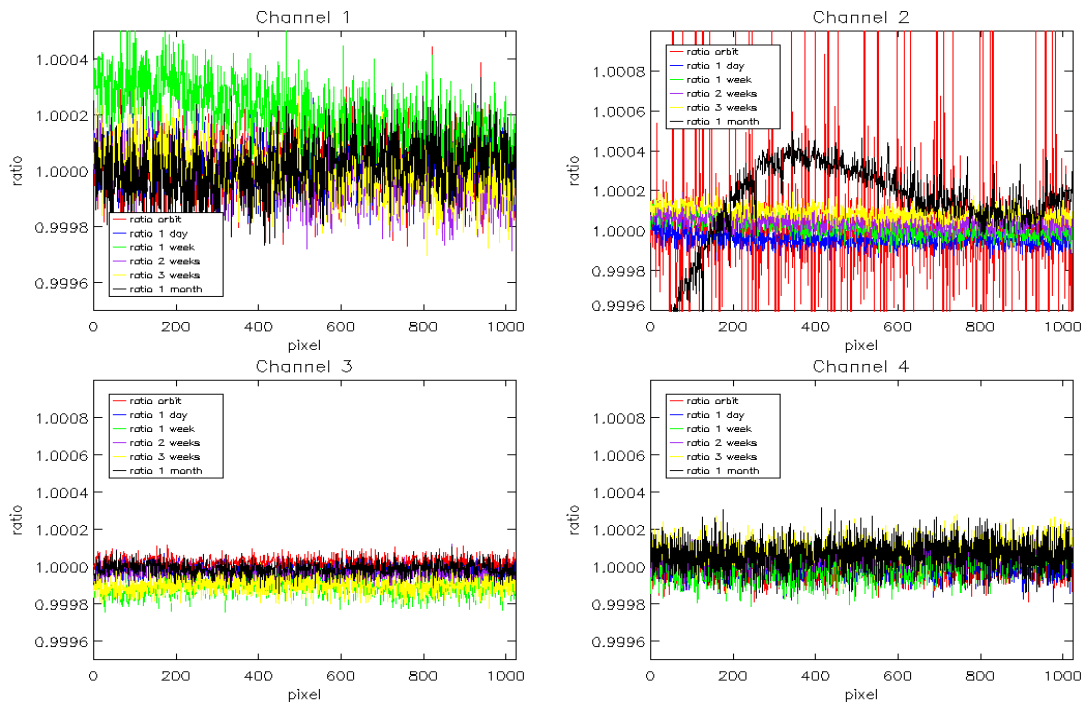 Channel 1
ratio
1.0004
1.0002
1.0000
0.9998
0.9996
ratio orbit
ratio 1 day
ratio 1 week
ratio 2 weeks
ratio 3 weeks
ratio 1 month
0 200 400 600 800 1000
pixel
Channel 2
ratio
1.0008
1.0006
1.0004
1.0002
1.0000
0.9998
0.9996
ratio orbit
ratio 1 day
ratio 1 week
ratio 2 weeks
ratio 3 weeks
ratio 1 month
0 200 400 600 800 1000
pixel
Channel 3
ratio
1.0008
1.0006
1.0004
1.0002
1.0000
0.9998
0.9996
ratio orbit
ratio 1 day
ratio 1 week
ratio 2 weeks
ratio 3 weeks
ratio 1 month
0 200 400 600 800 1000
pixel
Channel 4
ratio
1.0008
1.0006
1.0004
1.0002
1.0000
0.9998
0.9996
ratio orbit
ratio 1 day
ratio 1 week
ratio 2 weeks
ratio 3 weeks
ratio 1 month
0 200 400 600 800 1000
pixel